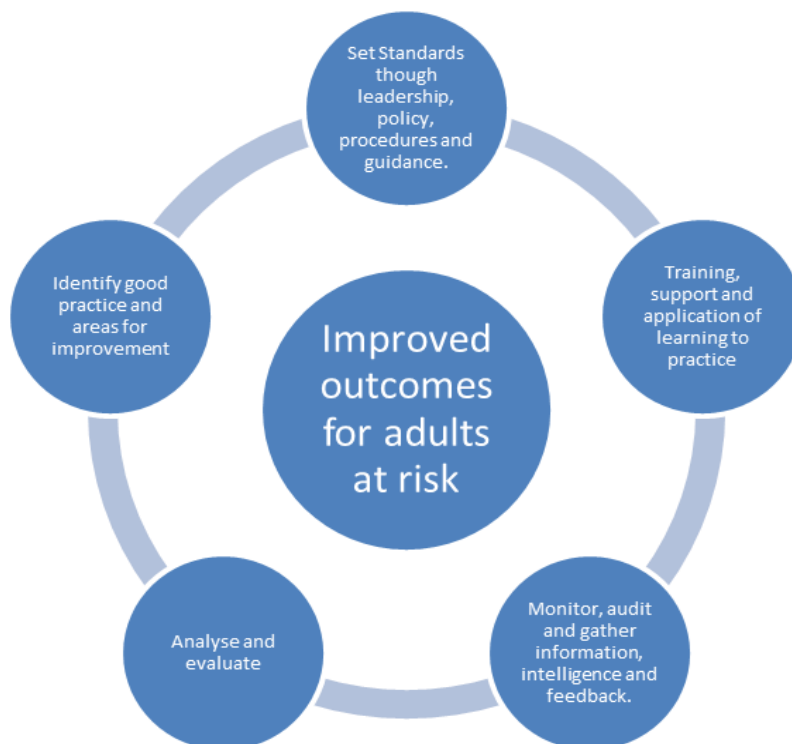 Set Standards
though
leadership,
policy,
procedures and
guidance.
Training,
support and
application of
learning to
practice
Monitor, audit
and gather
information,
intelligence and
feedback.
Analyse and
evaluate
Identify good
practice and
areas for
improvement
Improved
outcomes
for adults
at risk